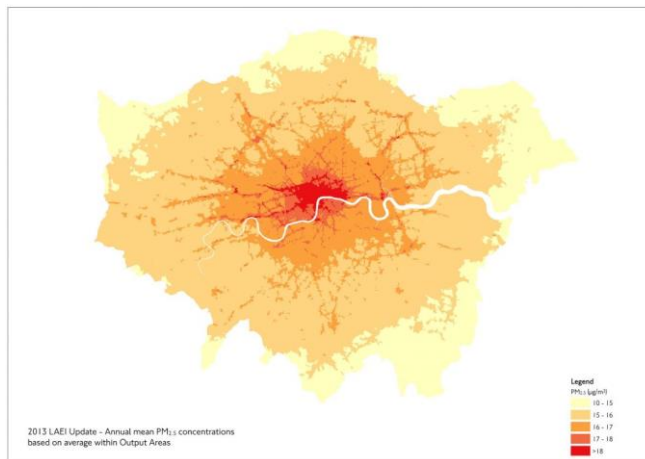 Legend
PM₂.₅ (µg/m³)
10 - 15
15 - 16
16 - 17
17 - 18
>18
2013 LAEI Update - Annual mean PM₂.₅ concentrations
based on average within Output Areas